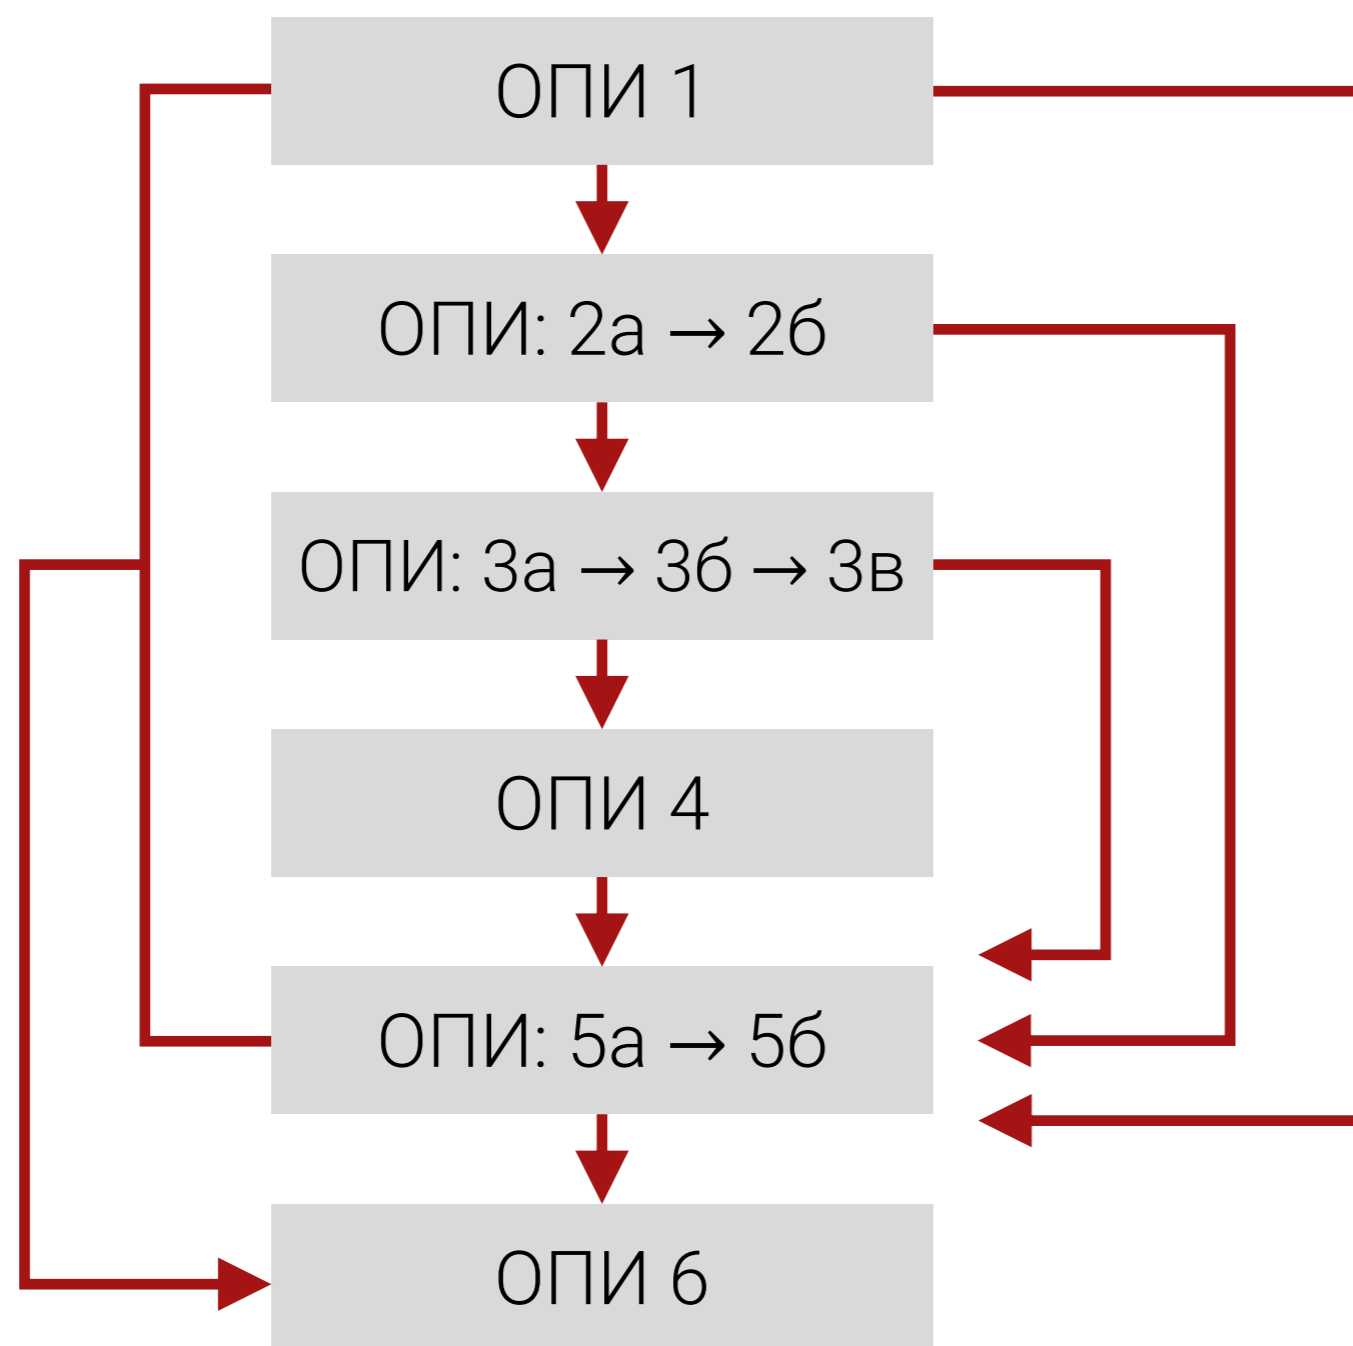 ОПИ 1
ОПИ: 2а → 2б
ОПИ: 3а → 3б → 3в
ОПИ 4
ОПИ: 5а → 5б
ОПИ 6